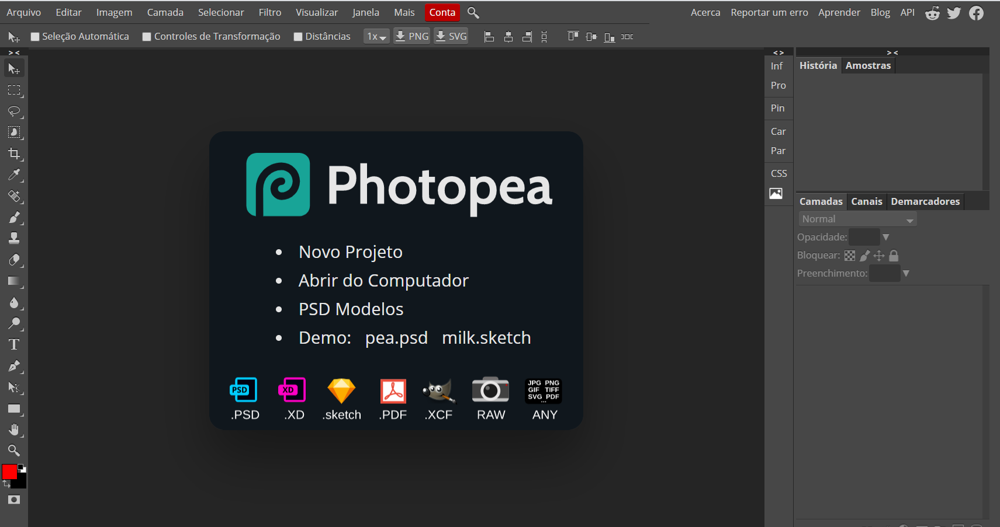 Arquivo Editar Imagem Camada Selecionar Filtro Visualizar Janela Mais Conta Acerca Reportar um erro Aprender Blog API
Seleção Automática Controles de Transformação Distâncias 1x PNG SVG
> < < > > <
Inf
Pro
Pin
Car
Par
CSS
História Amostras
Photopea
• Novo Projeto
• Abrir do Computador
• PSD Modelos
• Demo: pea.psd milk.sketch
PSD XD JPG PNG
GIF TIFF
SVG PDF
...
.PSD .XD .sketch .PDF .XCF RAW ANY
Camadas Canais Demarcadores
Normal
Opacidade:
Bloquear:
Preenchimento: